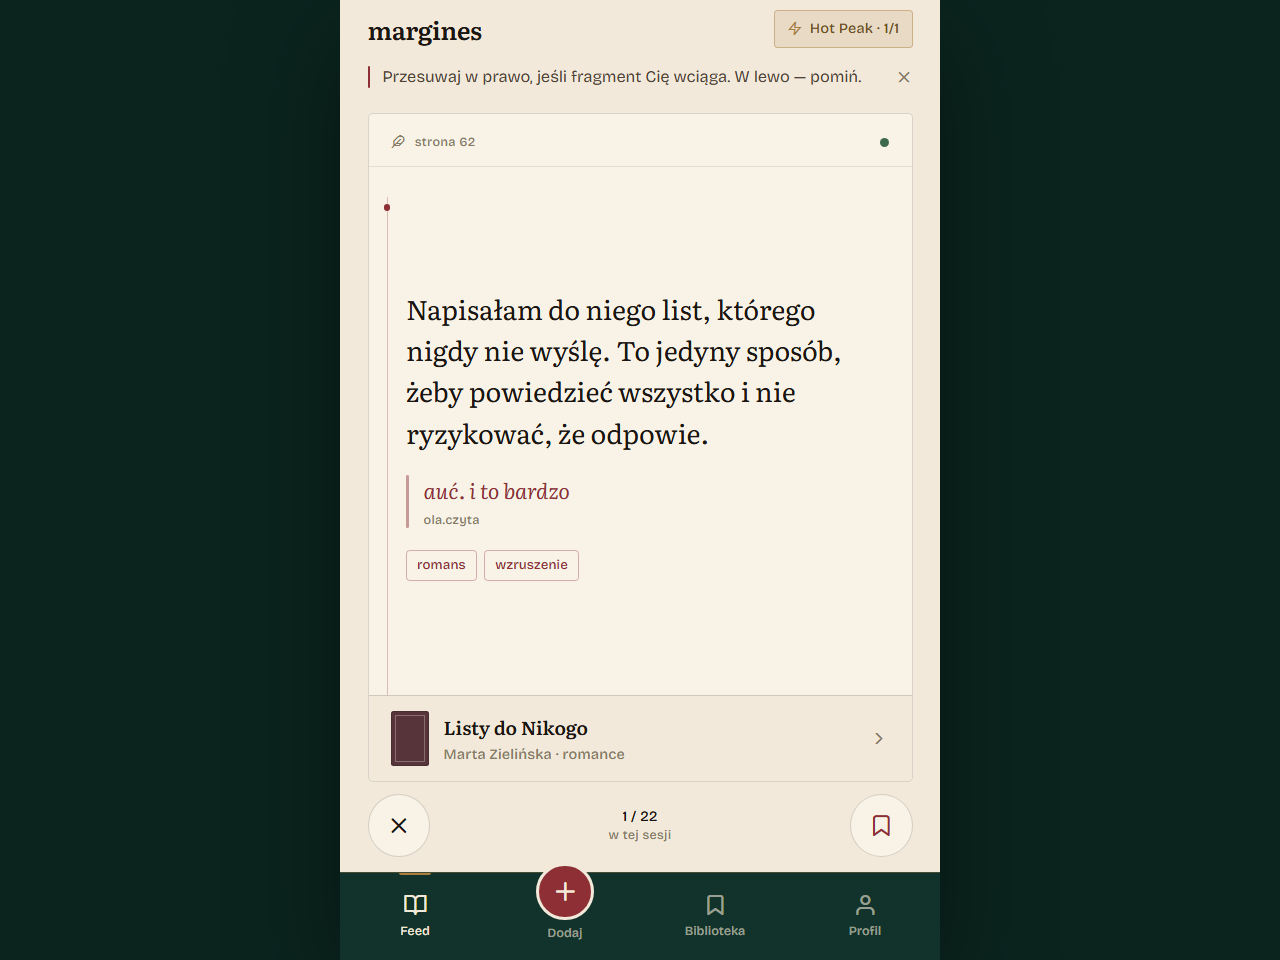 margines
Hot Peak · 1/1
Przesuwaj w prawo, jeśli fragment Cię wciąga. W lewo — pomiń.
strona 62
Napisałam do niego list, którego
nigdy nie wyślę. To jedyny sposób,
żeby powiedzieć wszystko i nie
ryzykować, że odpowie.
auć. i to bardzo
ola.czyta
romans
wzruszenie
Listy do Nikogo
Marta Zielińska · romance
1 / 22
w tej sesji
Feed
Dodaj
Biblioteka
Profil